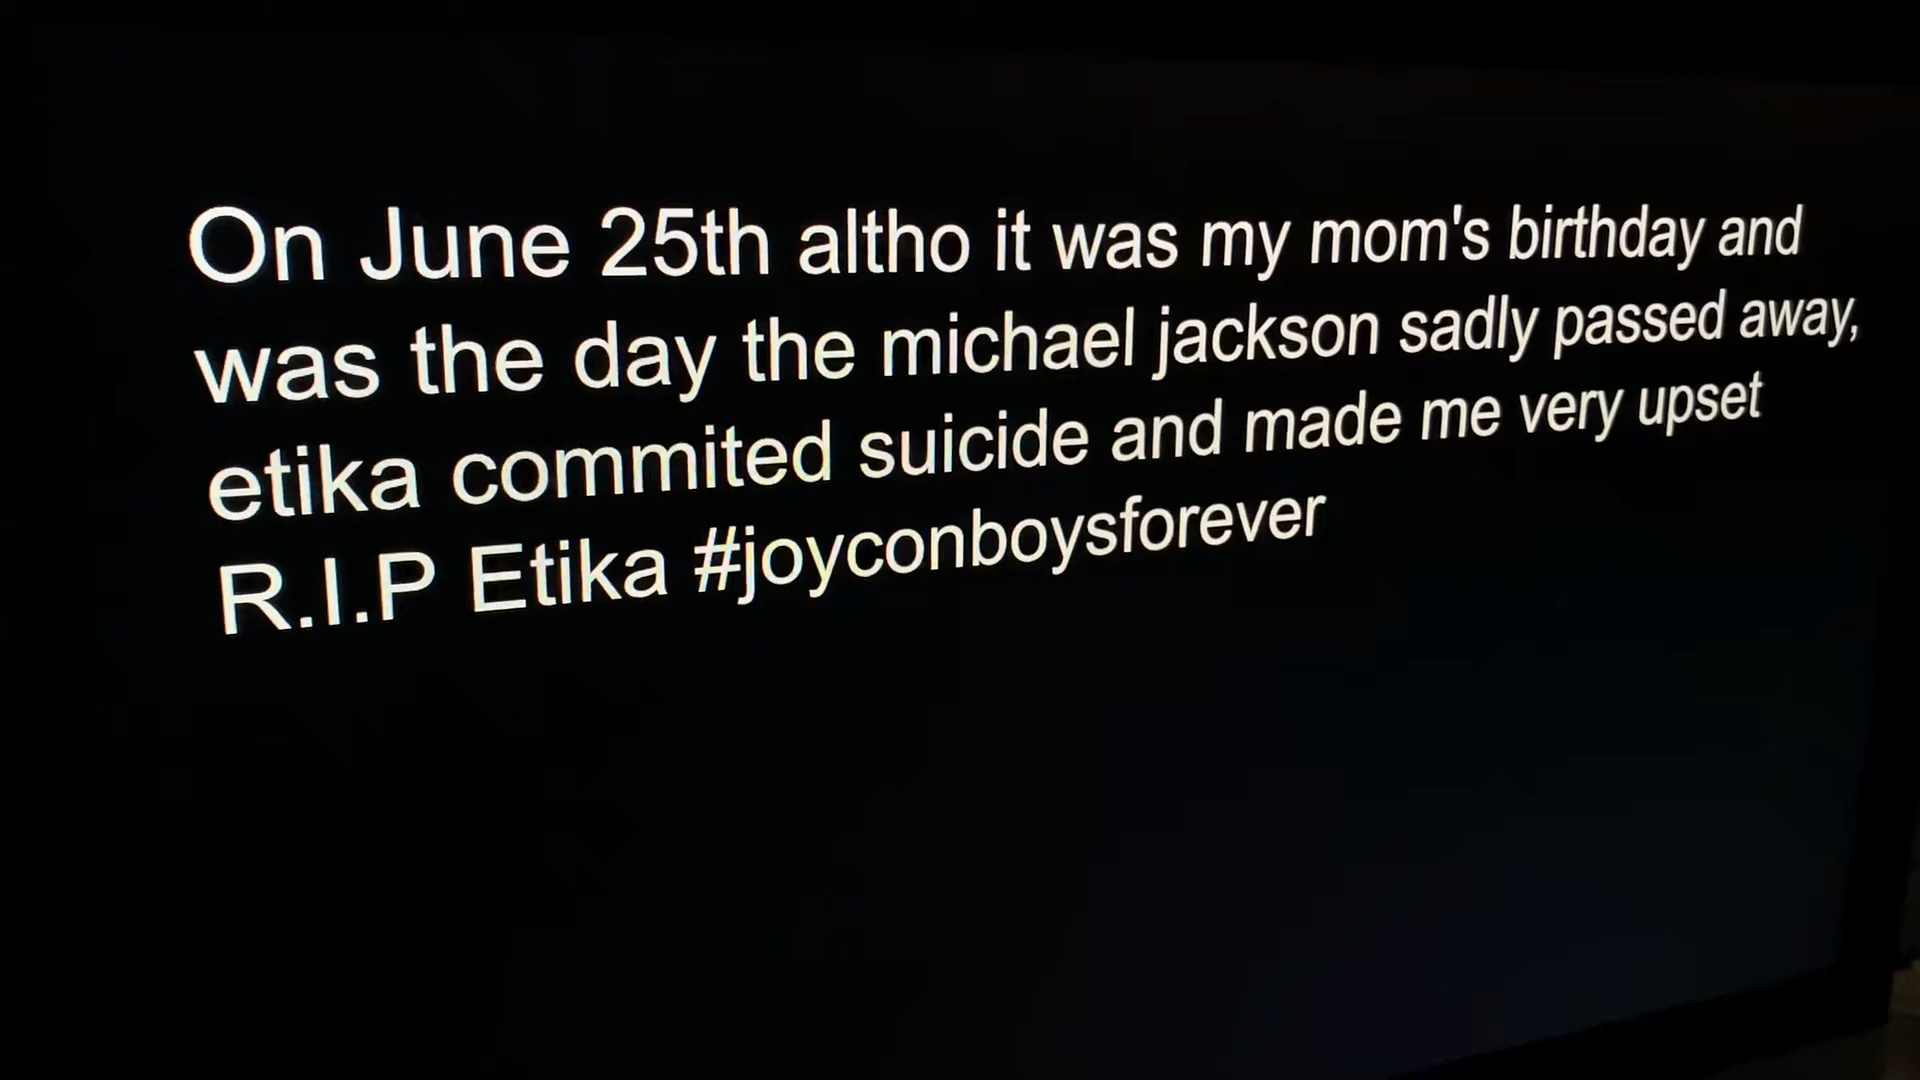 On June 25th altho it was my mom's birthday and
was the day the michael jackson sadly passed away,
etika commited suicide and made me very upset
R.I.P Etika #joyconboysforever